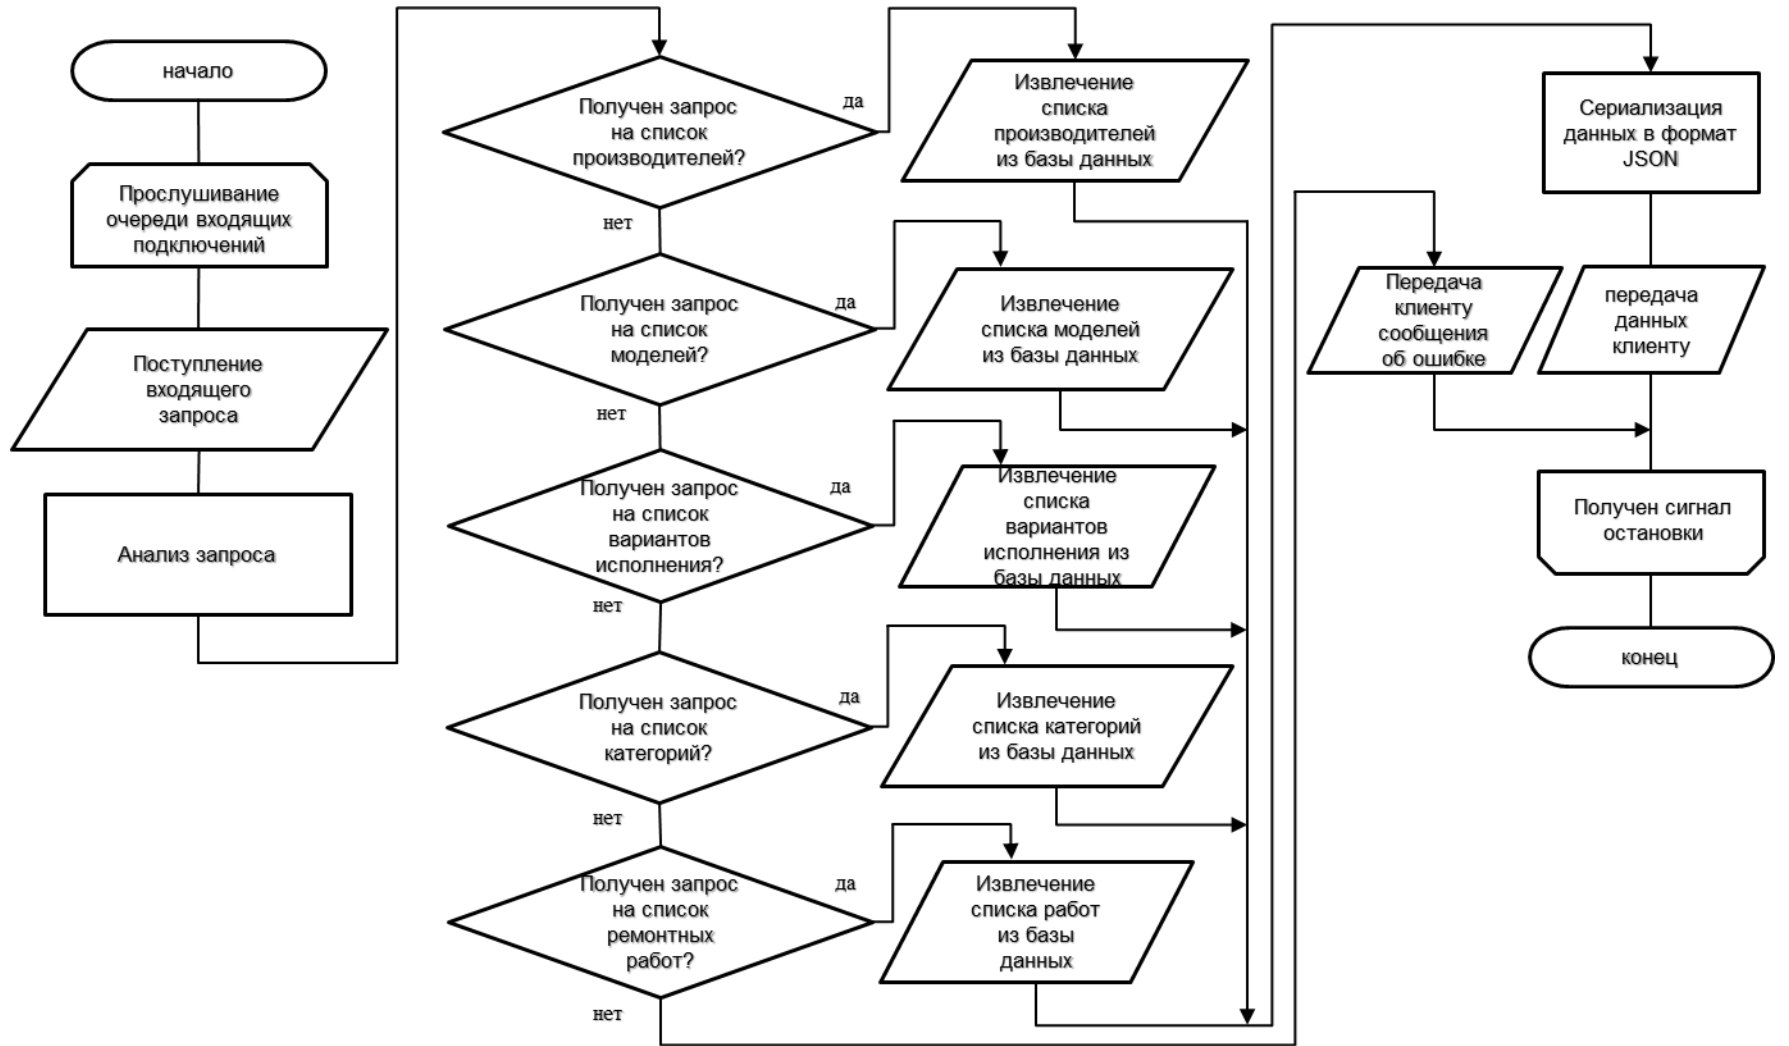 начало
Прослушивание
очереди входящих
подключений
Поступление
входящего
запроса
Анализ запроса
Получен запрос
на список
производителей?
да
нет
Извлечение
списка
производителей
из базы данных
Получен запрос
на список
моделей?
да
нет
Извлечение
списка моделей
из базы данных
Получен запрос
на список
вариантов
исполнения?
да
нет
Извлечение
списка
вариантов
исполнения из
базы данных
Получен запрос
на список
категорий?
да
нет
Извлечение
списка категорий
из базы данных
Получен запрос
на список
ремонтных
работ?
да
нет
Извлечение
списка работ
из базы
данных
Передача
клиенту
сообщения
об ошибке
Сериализация
данных в формат
JSON
передача
данных
клиенту
Получен сигнал
остановки
конец